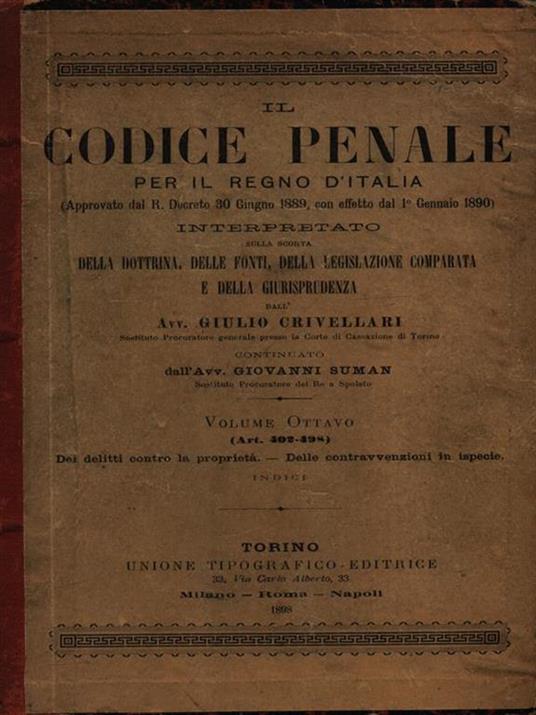 IL
CODICE PENALE
PER IL REGNO D'ITALIA
(Approvato dal R. Decreto 30 Giugno 1889, con effetto dal 1° Gennaio 1890)
INTERPRETATO
SULLA SCORTA
DELLA DOTTRINA, DELLE FONTI, DELLA LEGISLAZIONE COMPARATA
E DELLA GIURISPRUDENZA
DALL'
Avv. GIULIO CRIVELLARI
Sostituto Procuratore generale presso la Corte di Cassazione di Torino
CONTINUATO
dall'Avv. GIOVANNI SUMAN
Sostituto Procuratore del Re a Spoleto
Volume Ottavo
(Art. 402-498)
Dei delitti contro la proprietà. — Delle contravvenzioni in ispecie.
INDICI
TORINO
UNIONE TIPOGRAFICO-EDITRICE
33, Via Carlo Alberto, 33
Milano — Roma — Napoli
1898